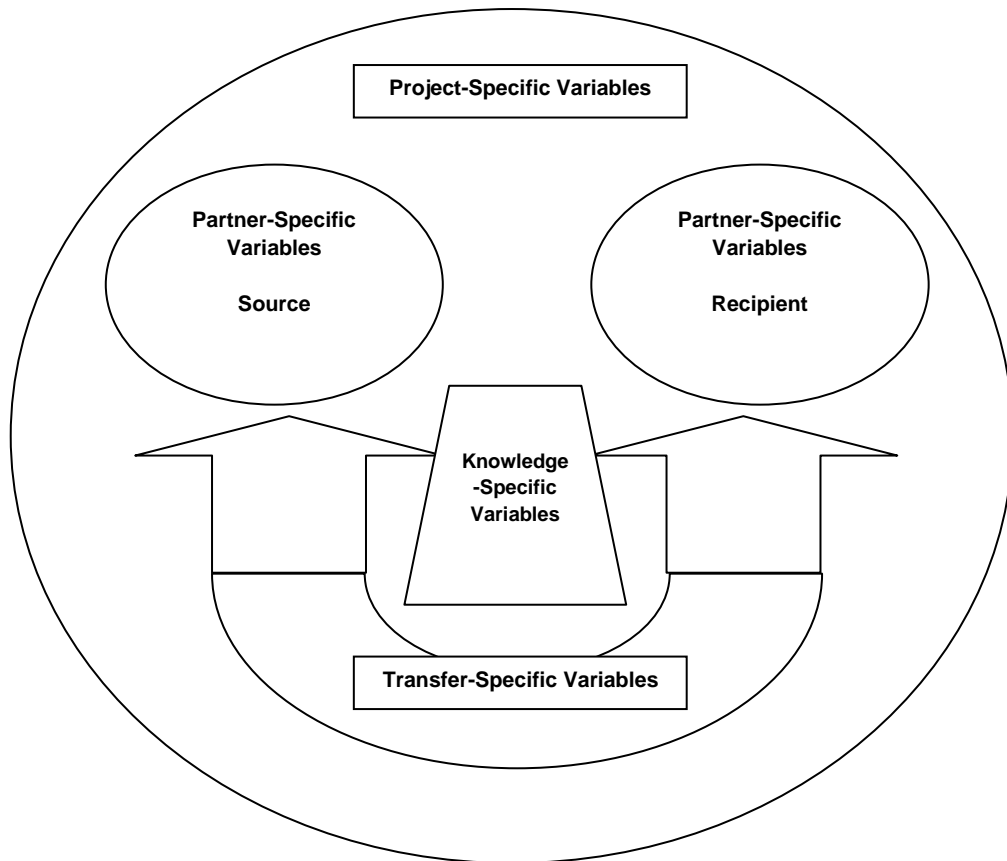 Project-Specific Variables
Partner-Specific
Variables
Source
Partner-Specific
Variables
Recipient
Knowledge
-Specific
Variables
Transfer-Specific Variables